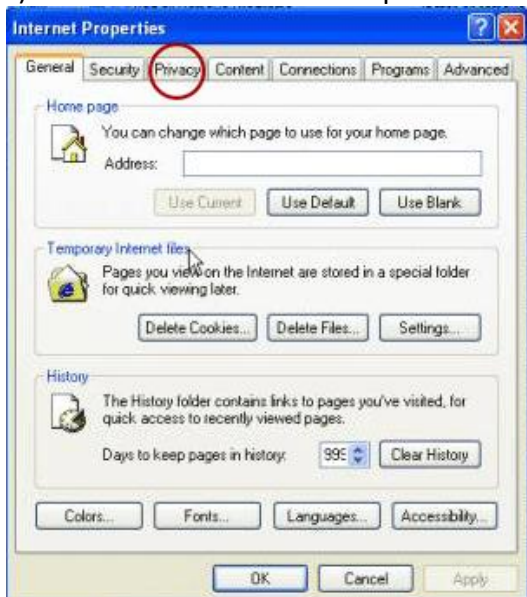 Internet Properties
General Security Privacy Content Connections Programs Advanced
Home page
You can change which page to use for your home page.
Address:
Use Current Use Default Use Blank
Temporary Internet files
Pages you view on the Internet are stored in a special folder
for quick viewing later.
Delete Cookies... Delete Files... Settings...
History
The History folder contains links to pages you've visited, for
quick access to recently viewed pages.
Days to keep pages in history: 999 Clear History
Colors... Fonts... Languages... Accessibility...
OK Cancel Apply